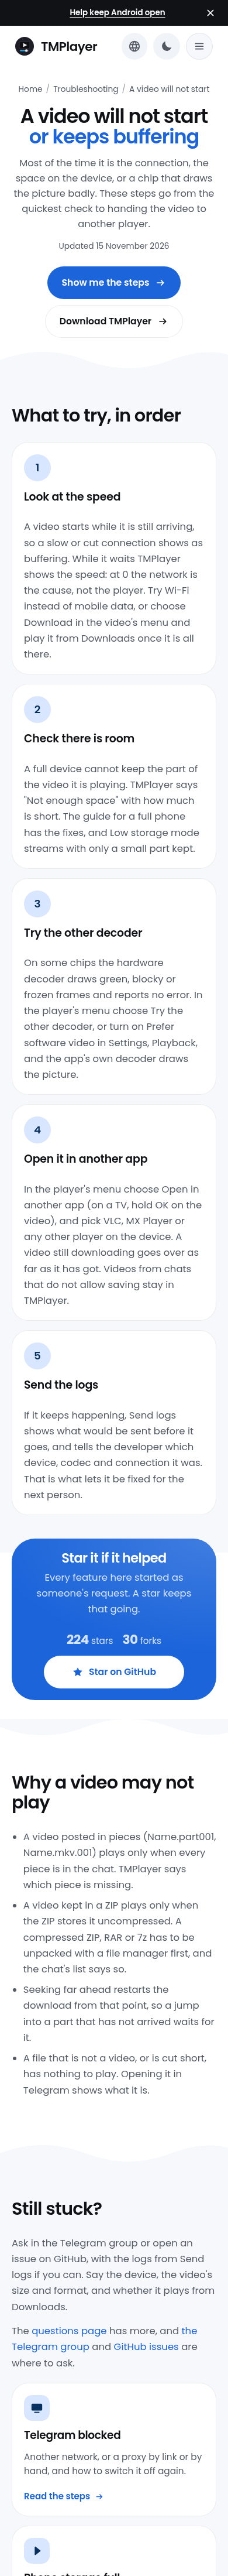 Help keep Android open
TMPlayer
Home / Troubleshooting / A video will not start
A video will not start
or keeps buffering
Most of the time it is the connection, the
space on the device, or a chip that draws
the picture badly. These steps go from the
quickest check to handing the video to
another player.
Updated 15 November 2026
Show me the steps →
Download TMPlayer →
What to try, in order
1
Look at the speed
A video starts while it is still arriving,
so a slow or cut connection shows as
buffering. While it waits TMPlayer
shows the speed: at 0 the network is
the cause, not the player. Try Wi-Fi
instead of mobile data, or choose
Download in the video's menu and
play it from Downloads once it is all
there.
2
Check there is room
A full device cannot keep the part of
the video it is playing. TMPlayer says
"Not enough space" with how much
is short. The guide for a full phone
has the fixes, and Low storage mode
streams with only a small part kept.
3
Try the other decoder
On some chips the hardware
decoder draws green, blocky or
frozen frames and reports no error. In
the player's menu choose Try the
other decoder, or turn on Prefer
software video in Settings, Playback,
and the app's own decoder draws
the picture.
4
Open it in another app
In the player's menu choose Open in
another app (on a TV, hold OK on the
video), and pick VLC, MX Player or
any other player on the device. A
video still downloading goes over as
far as it has got. Videos from chats
that do not allow saving stay in
TMPlayer.
5
Send the logs
If it keeps happening, Send logs
shows what would be sent before it
goes, and tells the developer which
device, codec and connection it was.
That is what lets it be fixed for the
next person.
Star it if it helped
Every feature here started as
someone's request. A star keeps
that going.
224 stars 30 forks
Star on GitHub
Why a video may not
play
• A video posted in pieces (Name.part001,
Name.mkv.001) plays only when every
piece is in the chat. TMPlayer says
which piece is missing.
• A video kept in a ZIP plays only when
the ZIP stores it uncompressed. A
compressed ZIP, RAR or 7z has to be
unpacked with a file manager first, and
the chat's list says so.
• Seeking far ahead restarts the
download from that point, so a jump
into a part that has not arrived waits for
it.
• A file that is not a video, or is cut short,
has nothing to play. Opening it in
Telegram shows what it is.
Still stuck?
Ask in the Telegram group or open an
issue on GitHub, with the logs from Send
logs if you can. Say the device, the video's
size and format, and whether it plays from
Downloads.
The questions page has more, and the
Telegram group and GitHub issues are
where to ask.
Telegram blocked
Another network, or a proxy by link or by
hand, and how to switch it off again.
Read the steps →